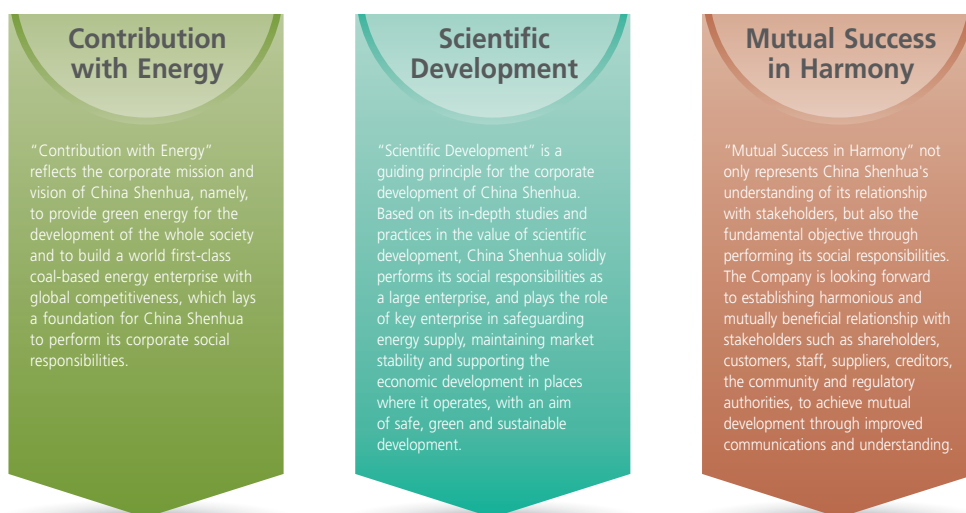 Contribution
with Energy
“Contribution with Energy”
reflects the corporate mission and
vision of China Shenhua, namely,
to provide green energy for the
development of the whole society
and to build a world first-class
coal-based energy enterprise with
global competitiveness, which lays
a foundation for China Shenhua
to perform its corporate social
responsibilities.
Scientific
Development
“Scientific Development” is a
guiding principle for the corporate
development of China Shenhua.
Based on its in-depth studies and
practices in the value of scientific
development, China Shenhua solidly
performs its social responsibilities as
a large enterprise, and plays the role
of key enterprise in safeguarding
energy supply, maintaining market
stability and supporting the
economic development in places
where it operates, with an aim
of safe, green and sustainable
development.
Mutual Success
in Harmony
“Mutual Success in Harmony” not
only represents China Shenhua's
understanding of its relationship
with stakeholders, but also the
fundamental objective through
performing its social responsibilities.
The Company is looking forward
to establishing harmonious and
mutually beneficial relationship with
stakeholders such as shareholders,
customers, staff, suppliers, creditors,
the community and regulatory
authorities, to achieve mutual
development through improved
communications and understanding.